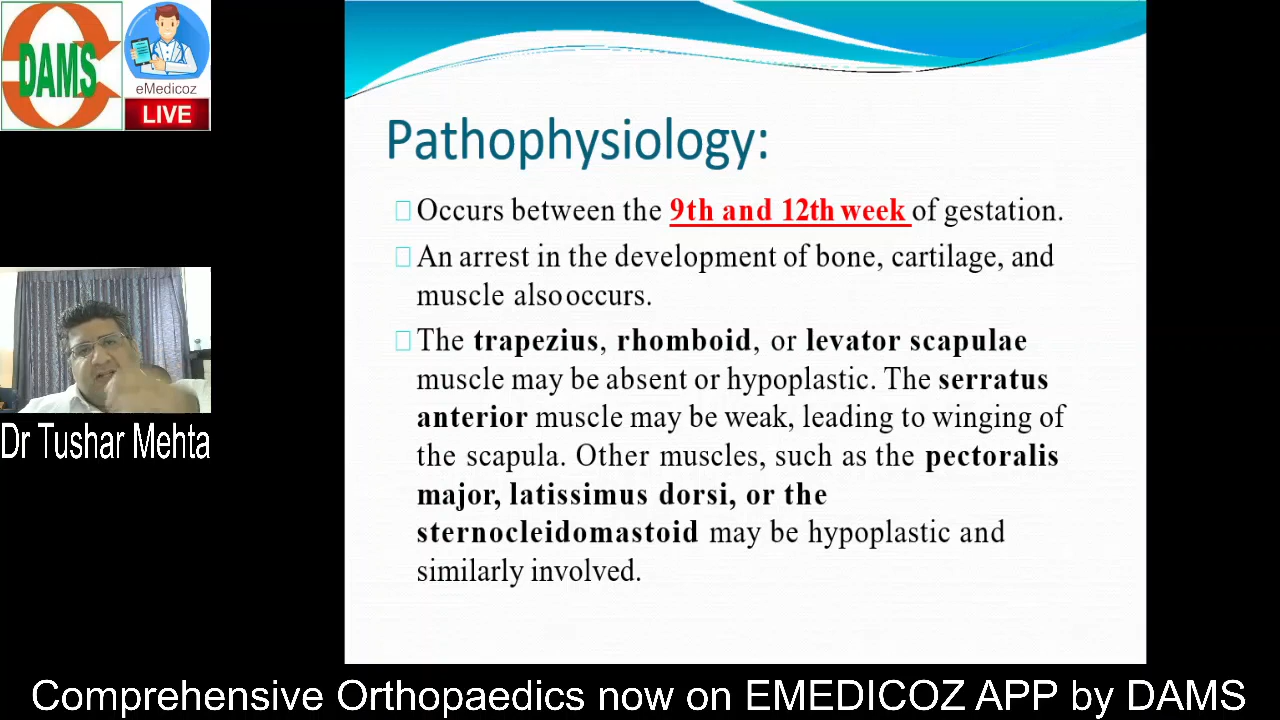 DAMS
eMedicoz
LIVE
Dr Tushar Mehta
Pathophysiology:
Occurs between the 9th and 12th week of gestation.
An arrest in the development of bone, cartilage, and
muscle also occurs.
The trapezius, rhomboid, or levator scapulae
muscle may be absent or hypoplastic. The serratus
anterior muscle may be weak, leading to winging of
the scapula. Other muscles, such as the pectoralis
major, latissimus dorsi, or the
sternocleidomastoid may be hypoplastic and
similarly involved.
Comprehensive Orthopaedics now on EMEDICOZ APP by DAMS